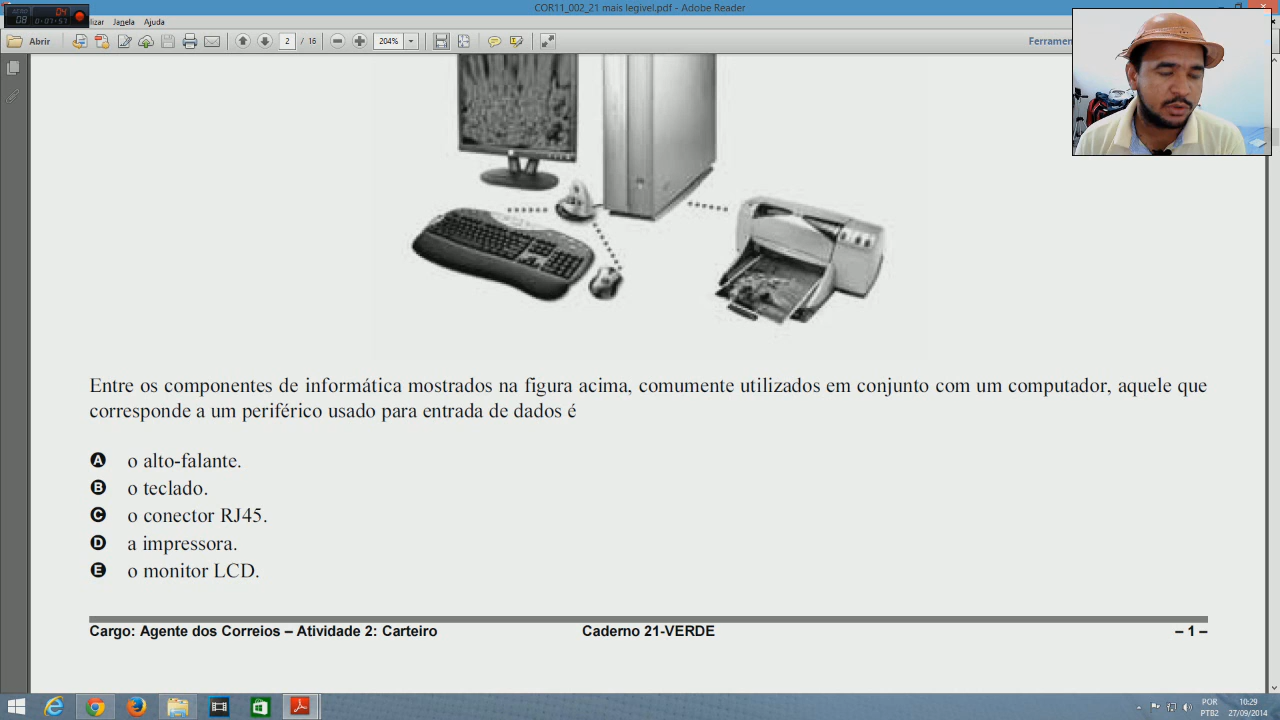 COR11_002_21 mais legivel.pdf - Adobe Reader
04
08
Janela Ajuda
Abrir
2 / 16
204%
Ferramen
Entre os componentes de informática mostrados na figura acima, comumente utilizados em conjunto com um computador, aquele que
corresponde a um periférico usado para entrada de dados é
A o alto-falante.
B o teclado.
C o conector RJ45.
D a impressora.
E o monitor LCD.
Cargo: Agente dos Correios – Atividade 2: Carteiro Caderno 21-VERDE – 1 –
POR 10:29
PTB2 27/09/2014